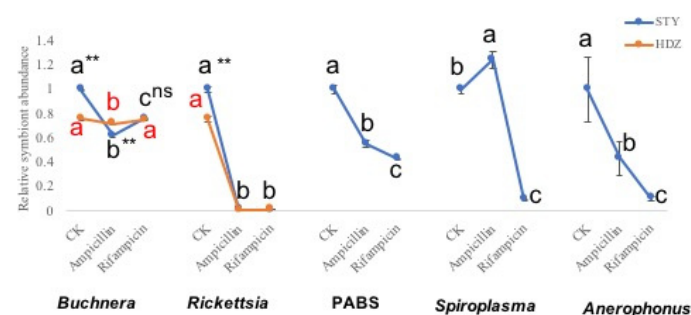 STY
HDZ
Relative symbiont abundance
1.4
1.2
1
0.8
0.6
0.4
0.2
0
a**
a
b
b**
c^ns
a
a**
a
b
b
a
b
c
b
a
c
a
b
c
CK
Ampicillin
Rifampicin
CK
Ampicillin
Rifampicin
CK
Ampicillin
Rifampicin
CK
Ampicillin
Rifampicin
CK
Ampicillin
Rifampicin
Buchnera
Rickettsia
PABS
Spiroplasma
Anerophonus